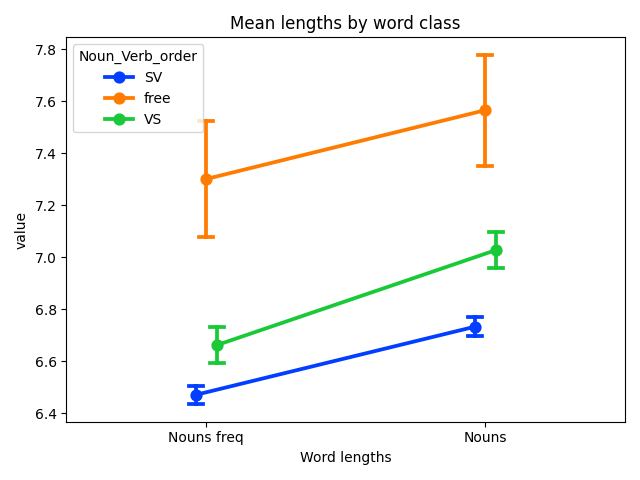 Mean lengths by word class
Noun_Verb_order
SV
free
VS
value
7.8
7.6
7.4
7.2
7.0
6.8
6.6
6.4
Nouns freq
Nouns
Word lengths